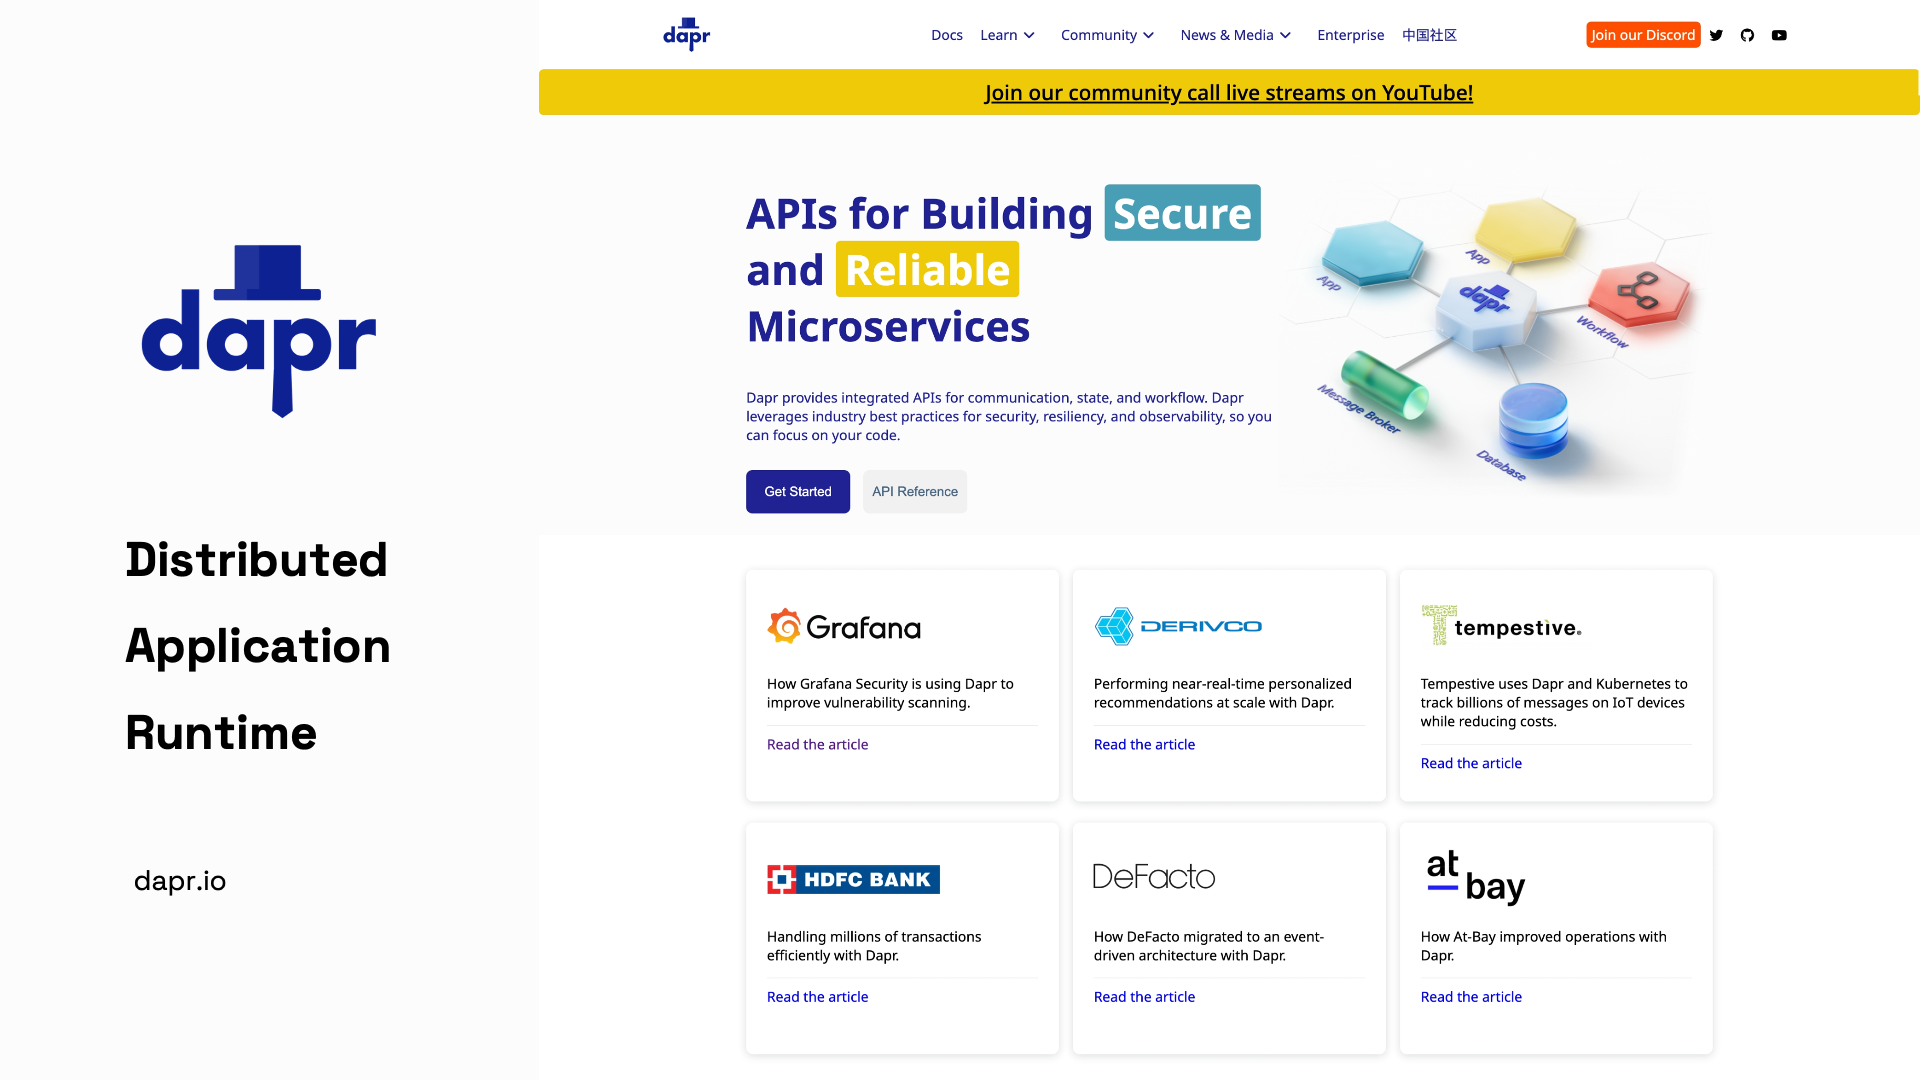 dapr
Distributed
Application
Runtime
dapr.io
dapr
Docs
Learn
Community
News & Media
Enterprise
中国社区
Join our Discord
Join our community call live streams on YouTube!
APIs for Building Secure
and Reliable
Microservices
Dapr provides integrated APIs for communication, state, and workflow. Dapr
leverages industry best practices for security, resiliency, and observability, so you
can focus on your code.
Get Started
API Reference
App
App
dapr
Workflow
Message Broker
Database
Grafana
How Grafana Security is using Dapr to
improve vulnerability scanning.
Read the article
DERIVCO
Performing near-real-time personalized
recommendations at scale with Dapr.
Read the article
tempestive.
Tempestive uses Dapr and Kubernetes to
track billions of messages on IoT devices
while reducing costs.
Read the article
HDFC BANK
Handling millions of transactions
efficiently with Dapr.
Read the article
DeFacto
How DeFacto migrated to an event-
driven architecture with Dapr.
Read the article
at
bay
How At-Bay improved operations with
Dapr.
Read the article